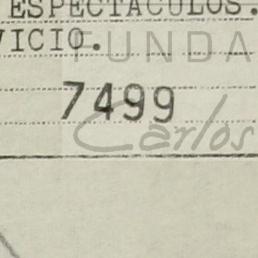 ESPECTACULOS.
VICIO.
FUNDA
7499
Carlos